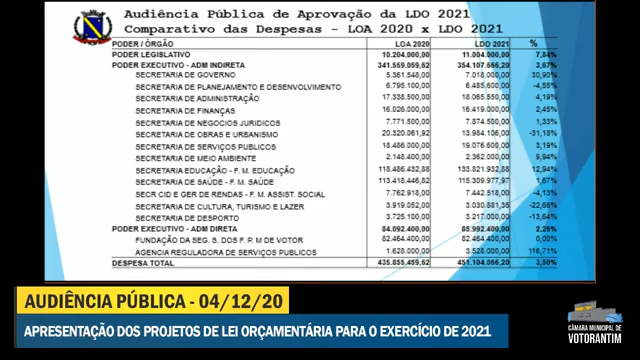 Audiência Pública de Aprovação da LDO 2021
Comparativo das Despesas - LOA 2020 x LDO 2021
PODER / ÓRGÃO LOA 2020 LDO 2021 %
PODER LEGISLATIVO 10.204.000,00 11.004.000,00 7,84%
PODER EXECUTIVO - ADM INDIRETA 341.559.059,62 354.107.666,20 3,67%
SECRETARIA DE GOVERNO 5.361.548,00 7.018.000,00 30,90%
SECRETARIA DE PLANEJAMENTO E DESENVOLVIMENTO 6.795.100,00 6.485.600,00 -4,55%
SECRETARIA DE ADMINISTRAÇÃO 17.338.500,00 18.065.550,00 4,19%
SECRETARIA DE FINANÇAS 16.026.000,00 16.419.000,00 2,45%
SECRETARIA DE NEGOCIOS JURIDICOS 7.771.500,00 7.874.500,00 1,33%
SECRETARIA DE OBRAS E URBANISMO 20.320.061,92 13.984.106,00 -31,18%
SECRETARIA DE SERVIÇOS PUBLICOS 18.486.000,00 19.076.600,00 3,19%
SECRETARIA DE MEIO AMBIENTE 2.148.400,00 2.362.000,00 9,94%
SECRETARIA EDUCAÇÃO - F. M. EDUCAÇÃO 118.486.432,88 133.821.932,88 12,94%
SECRETARIA DE SAÚDE - F.M. SAÚDE 113.418.446,82 115.309.977,97 1,67%
SECR CID E GER DE RENDAS - F.M. ASSIST. SOCIAL 7.762.918,00 7.442.518,00 -4,13%
SECRETARIA DE CULTURA, TURISMO E LAZER 3.919.052,00 3.030.881,35 -22,66%
SECRETARIA DE DESPORTO 3.725.100,00 3.217.000,00 -13,64%
PODER EXECUTIVO - ADM DIRETA 84.092.400,00 85.992.400,00 2,26%
FUNDAÇÃO DA SEG. S. DOS F. P. M DE VOTOR 82.464.400,00 82.464.400,00 0,00%
AGENCIA REGULADORA DE SERVIÇOS PUBLICOS 1.628.000,00 3.528.000,00 116,71%
DESPESA TOTAL 435.855.459,62 451.104.066,20 3,50%
AUDIÊNCIA PÚBLICA - 04/12/20
APRESENTAÇÃO DOS PROJETOS DE LEI ORÇAMENTÁRIA PARA O EXERCÍCIO DE 2021
CÂMARA MUNICIPAL DE
VOTORANTIM